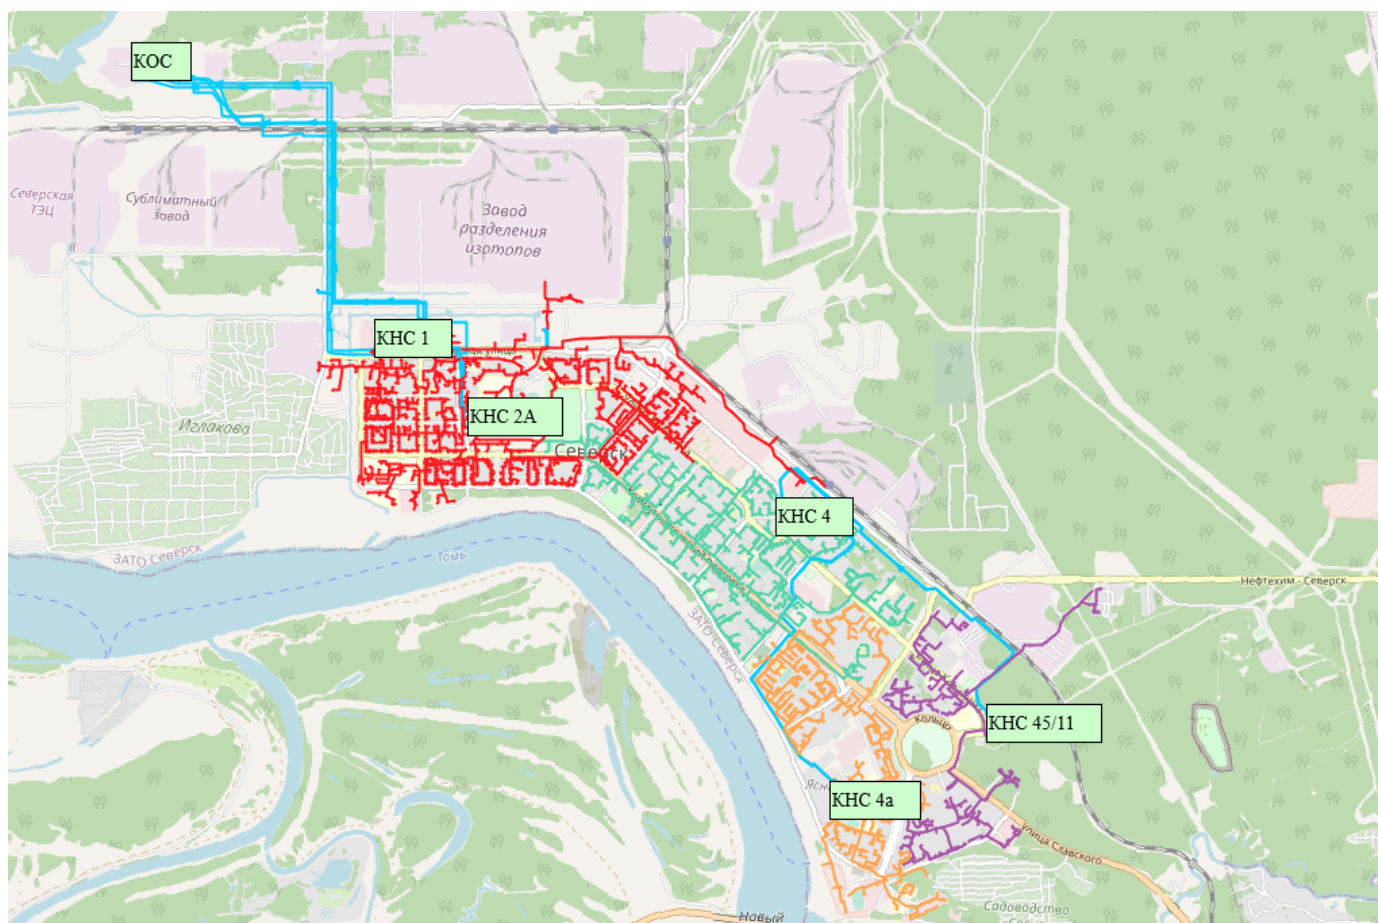 КОС
Северская
ТЭЦ
Сублиматный
завод
Завод
разделения
изотопов
КНС 1
КНС 2А
Иглакова
Северск
КНС 4
ЗАТО Северск
Томь
Нефтехим - Северск
ЗАТО Северск
Кольцо
КНС 45/11
КНС 4а
Улица Славского
Садоводство
Новый